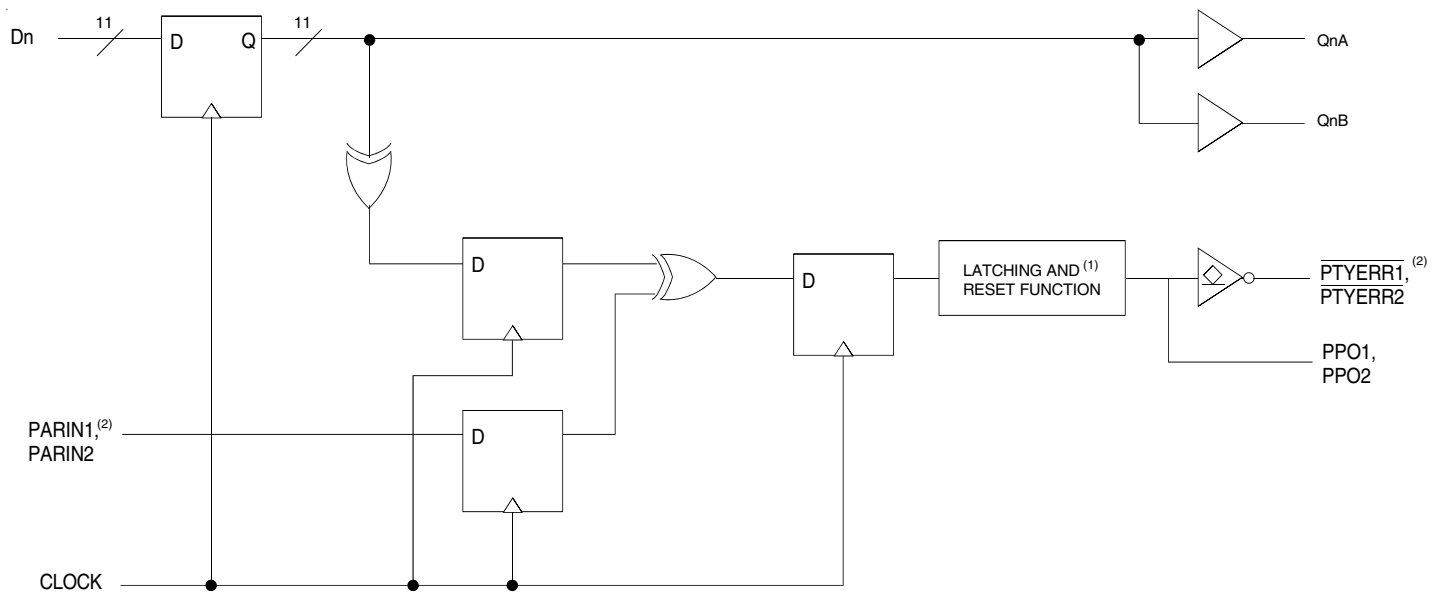 11
11
Dn
D
Q
QnA
QnB
D
D
LATCHING AND (1)
RESET FUNCTION
PTYERR1, (2)
PTYERR2
PPO1,
PPO2
PARIN1, (2)
PARIN2
D
CLOCK